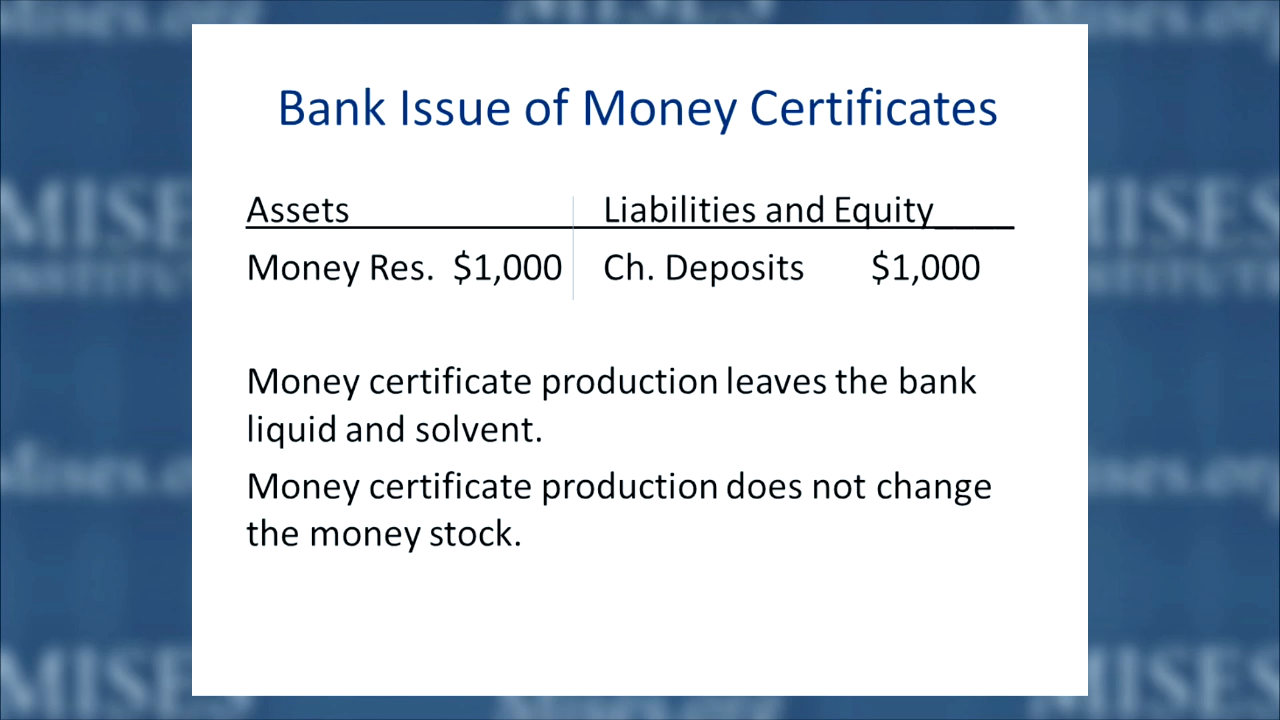 Bank Issue of Money Certificates
Assets Liabilities and Equity
Money Res. $1,000 Ch. Deposits $1,000
Money certificate production leaves the bank
liquid and solvent.
Money certificate production does not change
the money stock.